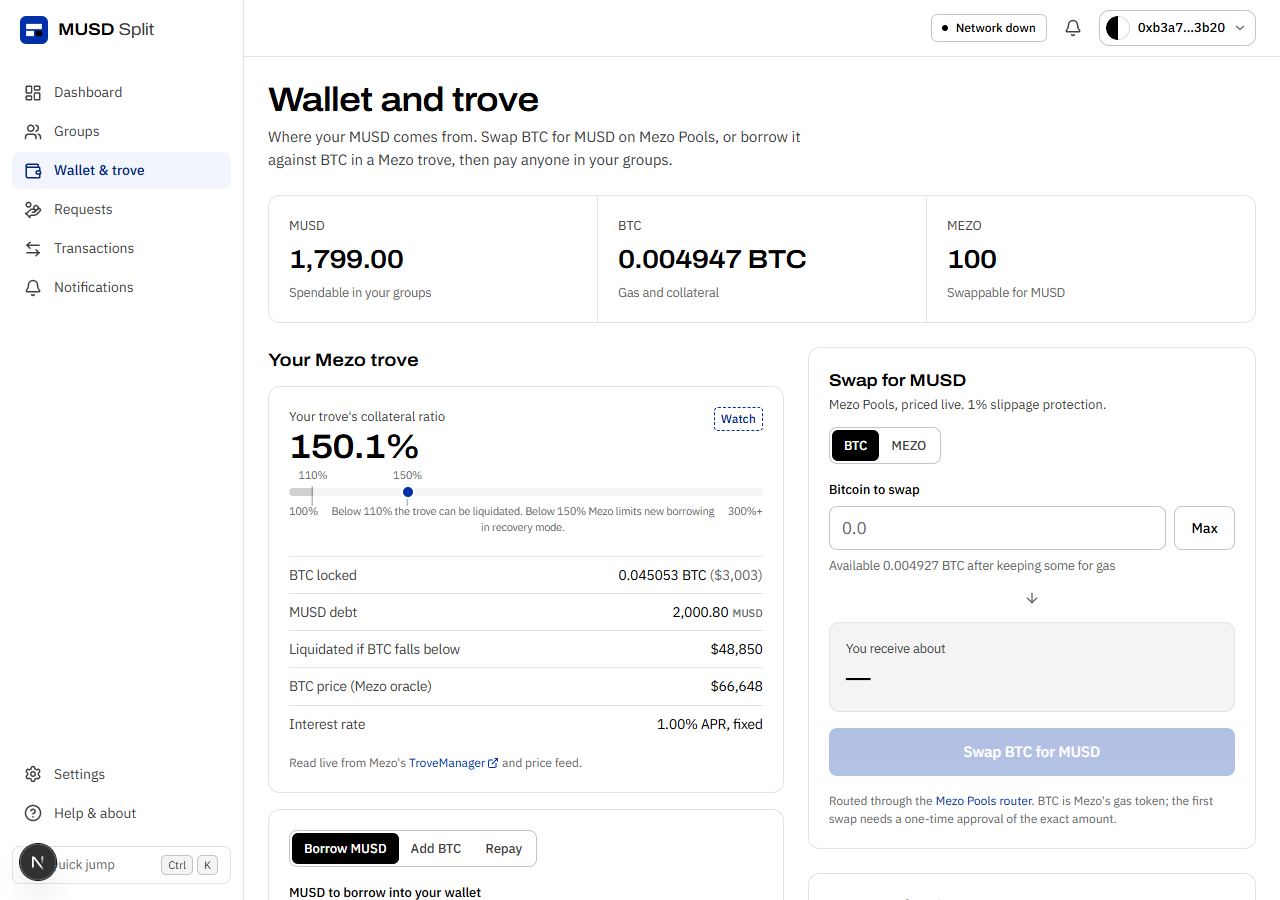 MUSD Split
Network down
0xb3a7...3b20
Dashboard
Groups
Wallet & trove
Requests
Transactions
Notifications
Settings
Help & about
N
uick jump
Ctrl
K
Wallet and trove
Where your MUSD comes from. Swap BTC for MUSD on Mezo Pools, or borrow it
against BTC in a Mezo trove, then pay anyone in your groups.
MUSD
1,799.00
Spendable in your groups
BTC
0.004947 BTC
Gas and collateral
MEZO
100
Swappable for MUSD
Your Mezo trove
Your trove's collateral ratio
Watch
150.1%
110%
150%
100%
Below 110% the trove can be liquidated. Below 150% Mezo limits new borrowing
in recovery mode.
300%+
BTC locked
0.045053 BTC ($3,003)
MUSD debt
2,000.80 MUSD
Liquidated if BTC falls below
$48,850
BTC price (Mezo oracle)
$66,648
Interest rate
1.00% APR, fixed
Read live from Mezo's TroveManager and price feed.
Borrow MUSD
Add BTC
Repay
MUSD to borrow into your wallet
Swap for MUSD
Mezo Pools, priced live. 1% slippage protection.
BTC
MEZO
Bitcoin to swap
0.0
Max
Available 0.004927 BTC after keeping some for gas
You receive about
—
Swap BTC for MUSD
Routed through the Mezo Pools router. BTC is Mezo's gas token; the first
swap needs a one-time approval of the exact amount.